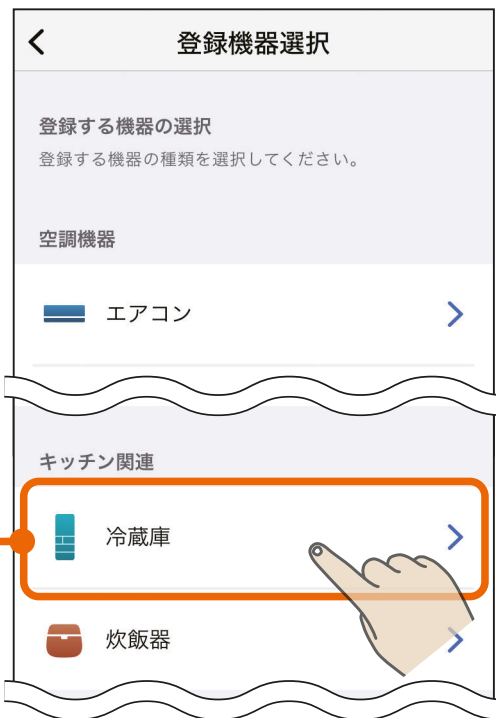 登録機器選択
登録する機器の選択
登録する機器の種類を選択してください。
空調機器
エアコン
キッチン関連
冷蔵庫
炊飯器